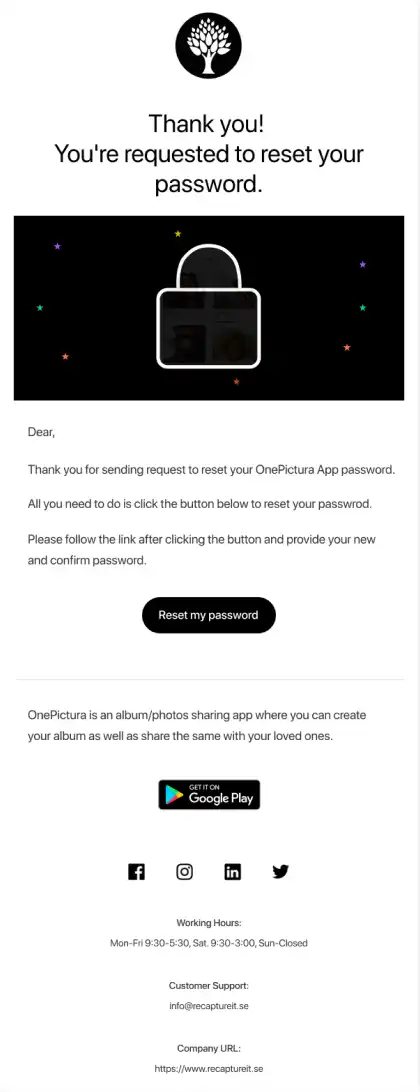 Thank you!
You're requested to reset your
password.
Dear,
Thank you for sending request to reset your OnePictura App password.
All you need to do is click the button below to reset your passwrod.
Please follow the link after clicking the button and provide your new
and confirm password.
Reset my password
OnePictura is an album/photos sharing app where you can create
your album as well as share the same with your loved ones.
GET IT ON
Google Play
Working Hours:
Mon-Fri 9:30-5:30, Sat. 9:30-3:00, Sun-Closed
Customer Support:
info@recaptureit.se
Company URL:
https://www.recaptureit.se